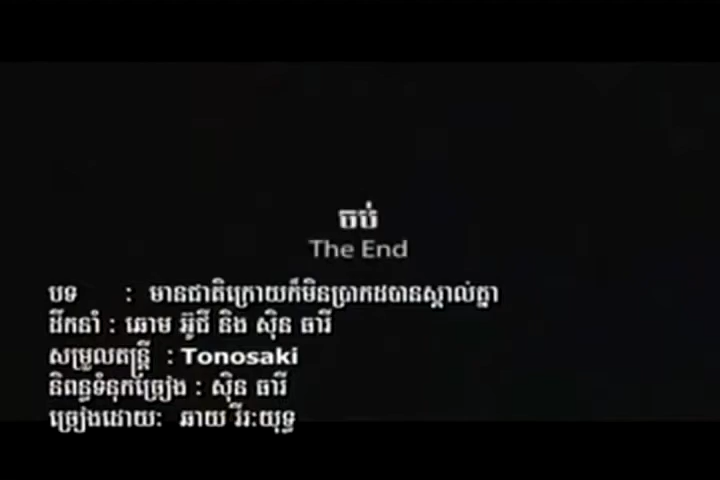 ចប់
The End
បទ : មានជាតិក្រោយក៏មិនប្រាកដបានស្គាល់គ្នា
ដឹកនាំ : ឆោម អ៊ូជី និង ស៊ិន ធារី
សម្រួលតន្ត្រី : Tonosaki
និពន្ធទំនុកច្រៀង : ស៊ិន ធារី
ច្រៀងដោយ: ឆាយ វីរៈយុទ្ធ